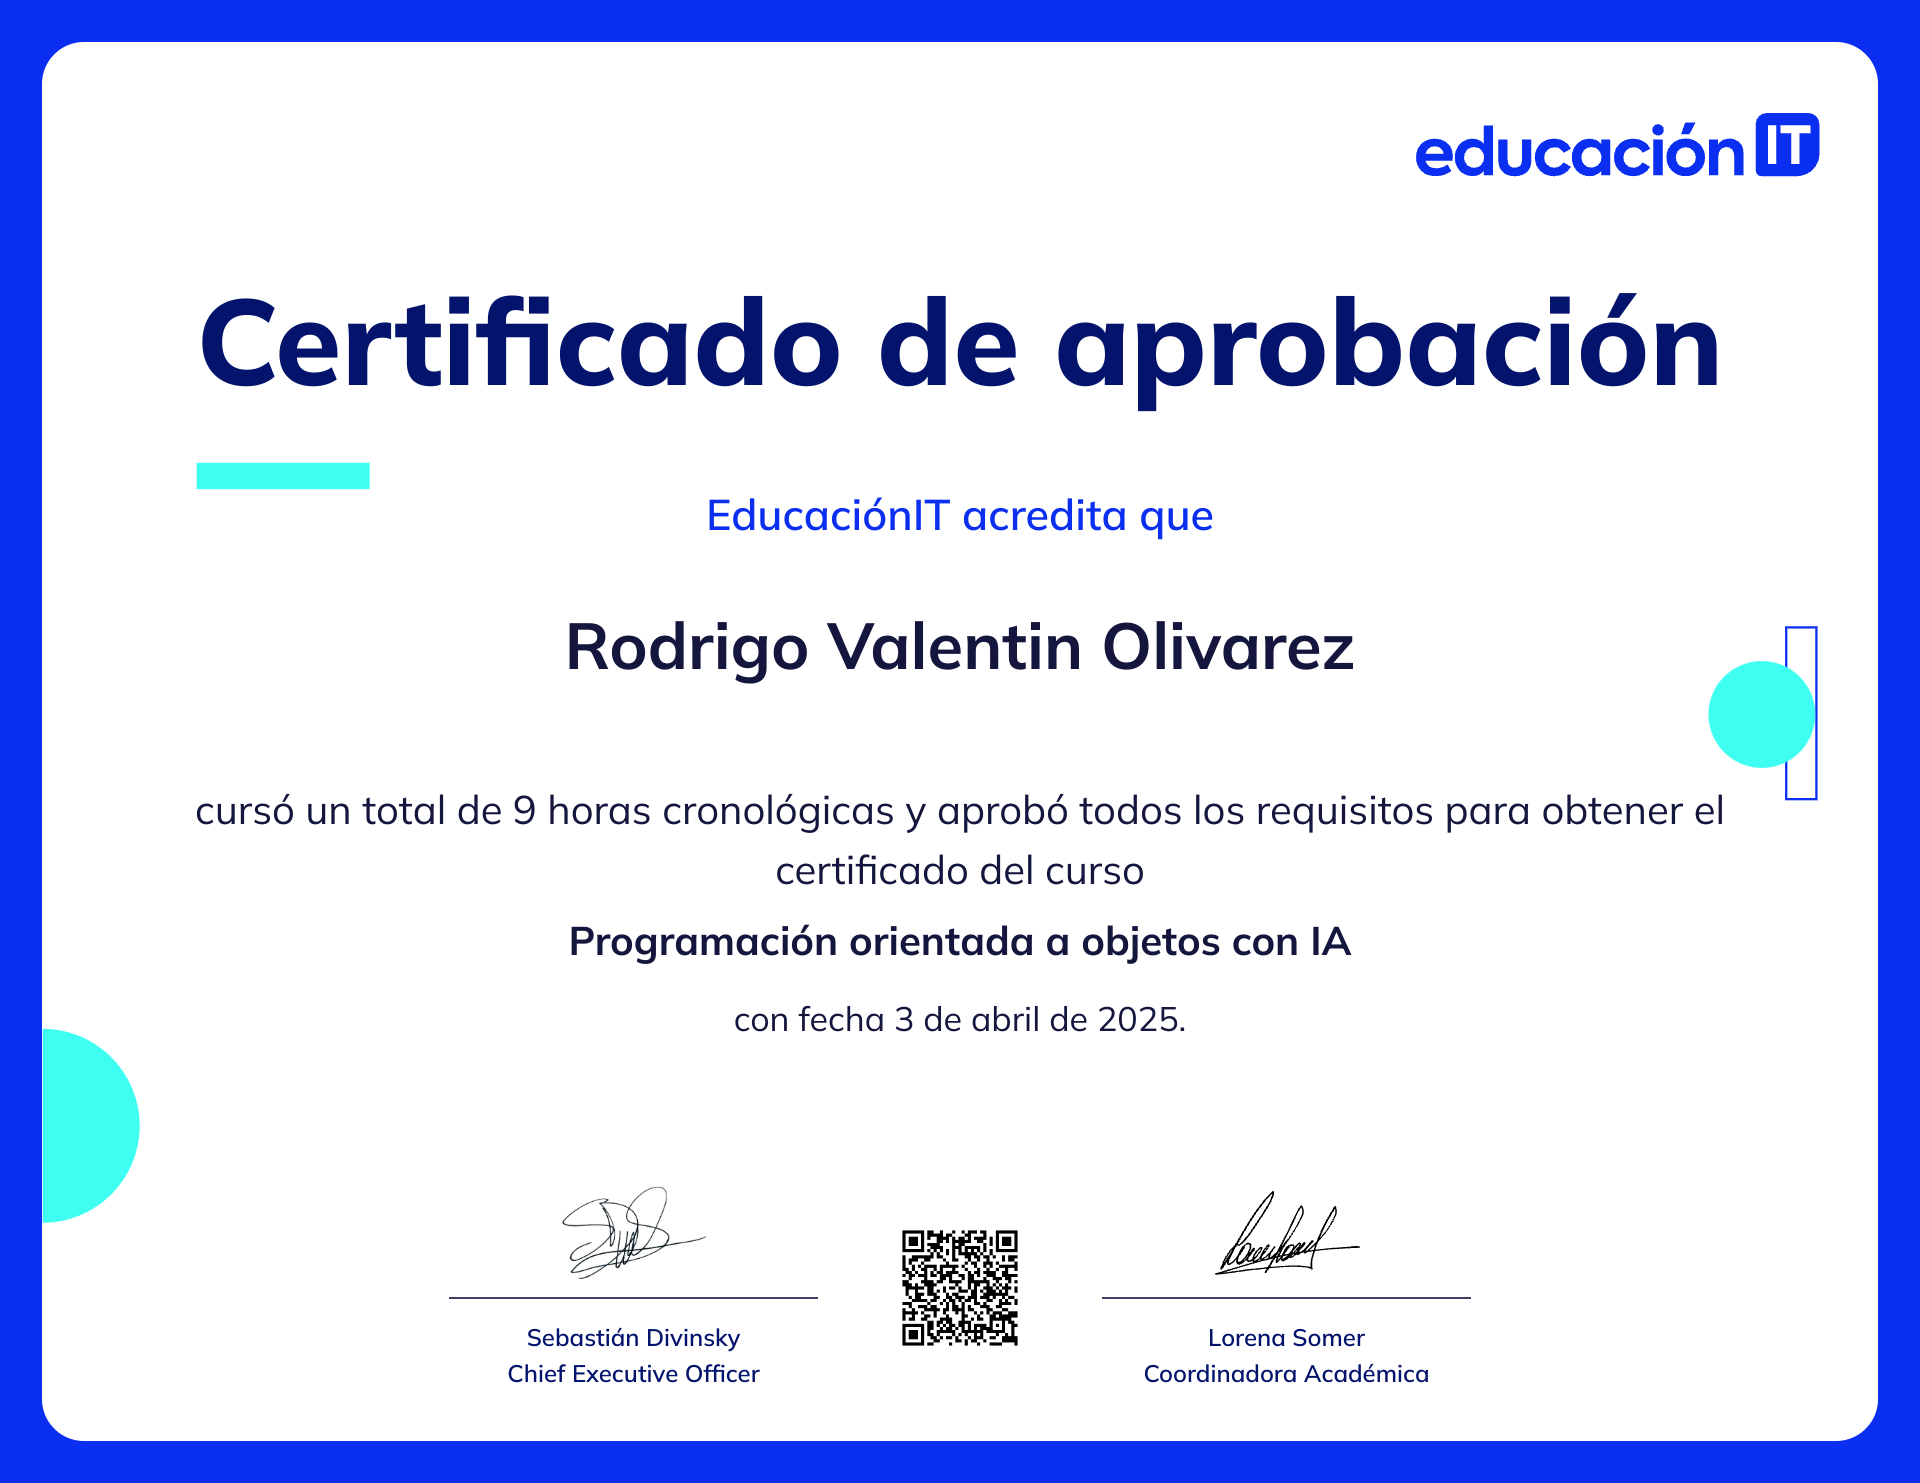 educaciónIT
Certificado de aprobación
EducaciónIT acredita que
Rodrigo Valentin Olivarez
cursó un total de 9 horas cronológicas y aprobó todos los requisitos para obtener el
certificado del curso
Programación orientada a objetos con IA
con fecha 3 de abril de 2025.
Sebastián Divinsky
Chief Executive Officer
Lorena Somer
Coordinadora Académica